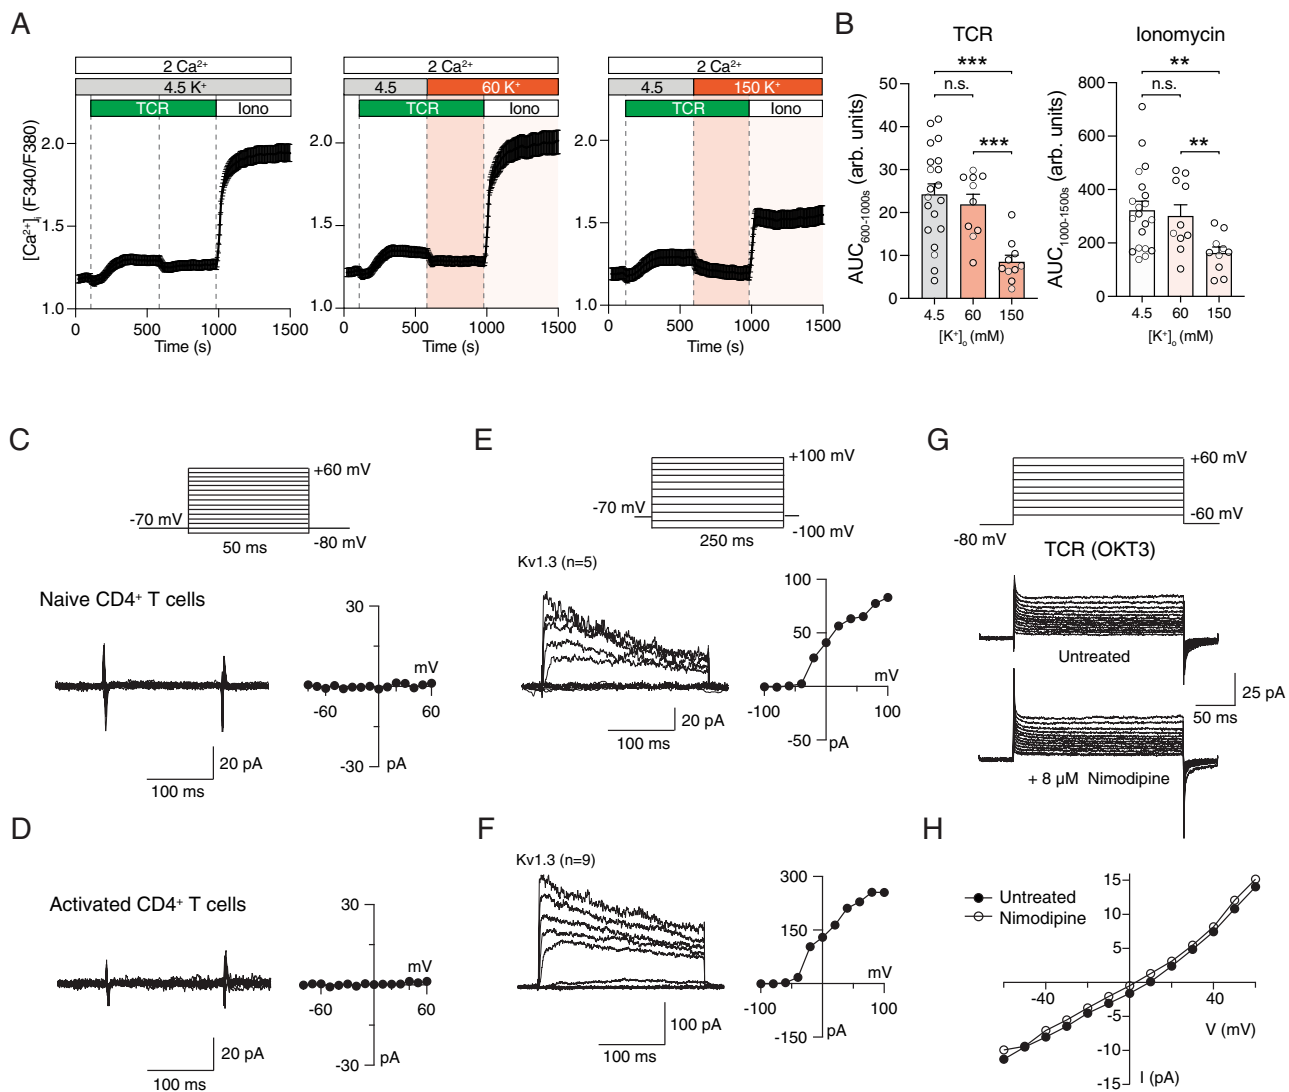 A
2 Ca²⁺
4.5 K⁺
TCR
Iono
2 Ca²⁺
4.5
60 K⁺
TCR
Iono
2 Ca²⁺
4.5
150 K⁺
TCR
Iono
[Ca²⁺]ᵢ (F340/F380)
2.0
1.5
1.0
0
500
1000
1500
Time (s)
2.0
1.5
1.0
0
500
1000
1500
Time (s)
2.0
1.5
1.0
0
500
1000
1500
Time (s)
B
TCR
***
n.s.
***
AUC₆₀₀₋₁₀₀₀ₛ (arb. units)
50
40
30
20
10
0
4.5
60
150
[K⁺]ₒ (mM)
Ionomycin
**
n.s.
**
AUC₁₀₀₀₋₁₅₀₀ₛ (arb. units)
800
600
400
200
0
4.5
60
150
[K⁺]ₒ (mM)
C
+60 mV
-70 mV
-80 mV
50 ms
Naive CD4⁺ T cells
20 pA
100 ms
30
mV
-60
60
-30
pA
D
Activated CD4⁺ T cells
20 pA
100 ms
30
mV
-60
60
-30
pA
E
+100 mV
-70 mV
-100 mV
250 ms
Kv1.3 (n=5)
20 pA
100 ms
100
50
mV
-100
100
-50
pA
F
Kv1.3 (n=9)
100 pA
100 ms
300
150
mV
-100
0
100
-150
pA
G
+60 mV
-60 mV
-80 mV
TCR (OKT3)
Untreated
25 pA
50 ms
+ 8 µM Nimodipine
H
Untreated
Nimodipine
15
10
5
-40
40
V (mV)
-5
-10
-15
I (pA)